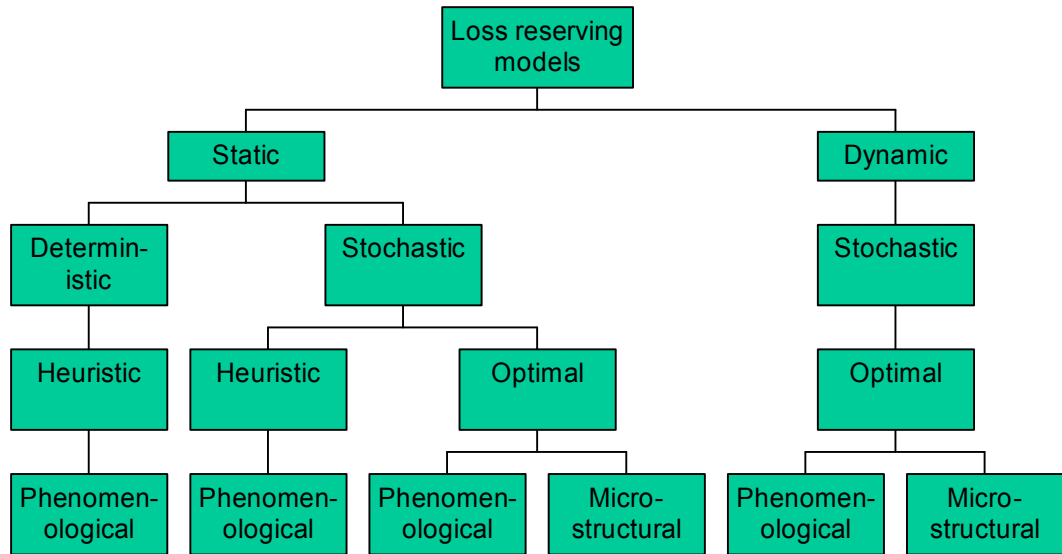 Loss reserving
models
Static
Dynamic
Determin-
istic
Stochastic
Stochastic
Heuristic
Heuristic
Optimal
Optimal
Phenomen-
ological
Phenomen-
ological
Phenomen-
ological
Micro-
structural
Phenomen-
ological
Micro-
structural